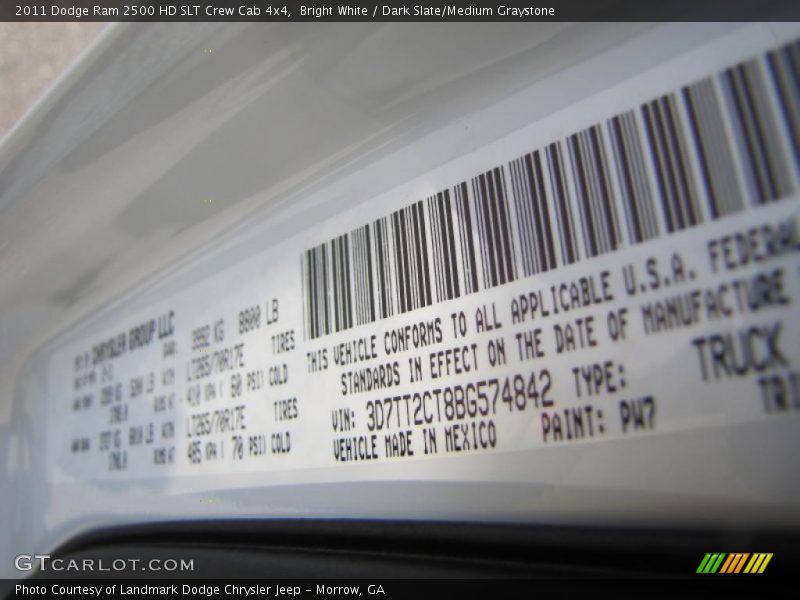 2011 Dodge Ram 2500 HD SLT Crew Cab 4x4, Bright White / Dark Slate/Medium Graystone
CHRYSLER GROUP LLC
3992 KG 8800 LB
LT265/70R17E TIRES
410 KPA ( 60 PSI) COLD
LT265/70R17E TIRES
485 KPA ( 70 PSI) COLD
THIS VEHICLE CONFORMS TO ALL APPLICABLE U.S.A. FEDERAL
STANDARDS IN EFFECT ON THE DATE OF MANUFACTURE
VIN: 3D7TT2CT8BG574842 TYPE: TRUCK
VEHICLE MADE IN MEXICO PAINT: PW7
GTCARLOT.COM
Photo Courtesy of Landmark Dodge Chrysler Jeep - Morrow, GA